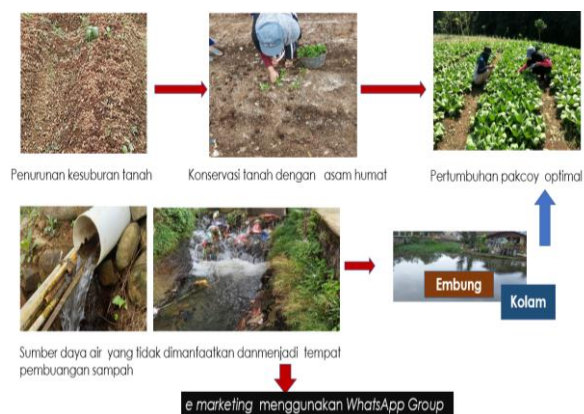 Penurunan kesuburan tanah
Konservasi tanah dengan asam humat
Pertumbuhan pakcoy optimal
Embung
Kolam
Sumber daya air yang tidak dimanfaatkan danmenjadi tempat
pembuangan sampah
e marketing menggunakan WhatsApp Group